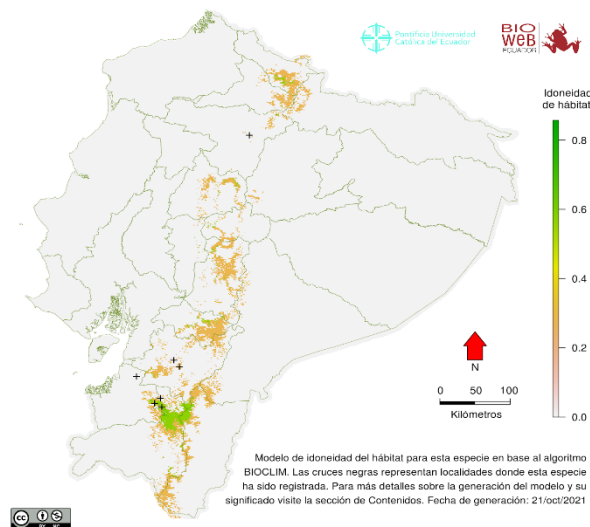 Pontificia Universidad
Católica del Ecuador
BIO
WEB
ECUADOR
Idoneidad
de hábitat
0.8
0.6
0.4
0.2
0.0
N
0 50 100
Kilómetros
Modelo de idoneidad del hábitat para esta especie en base al algoritmo
BIOCLIM. Las cruces negras representan localidades donde esta especie
ha sido registrada. Para más detalles sobre la generación del modelo y su
significado visite la sección de Contenidos. Fecha de generación: 21/oct/2021
cc
BY NC